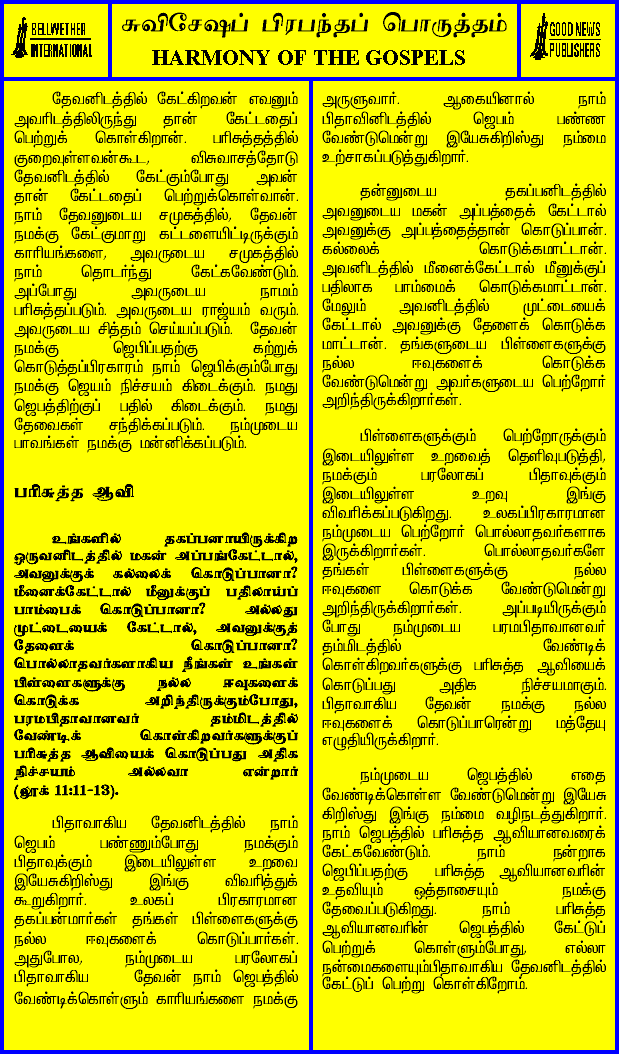 BELLWETHER
INTERNATIONAL
சுவிசேஷப் பிரபந்தப் பொருத்தம்
HARMONY OF THE GOSPELS
GOOD NEWS
PUBLISHERS
தேவனிடத்தில் கேட்கிறவன் எவனும்
அவரிடத்திலிருந்து தான் கேட்டதைப்
பெற்றுக் கொள்கிறான். பரிசுத்தத்தில்
குறைவுள்ளவன்கூட, விசுவாசத்தோடு
தேவனிடத்தில் கேட்கும்போது அவன்
தான் கேட்டதைப் பெற்றுக்கொள்வான்.
நாம் தேவனுடைய சமுகத்தில், தேவன்
நமக்கு கேட்குமாறு கட்டளையிட்டிருக்கும்
காரியங்களை, அவருடைய சமுகத்தில்
நாம் தொடர்ந்து கேட்கவேண்டும்.
அப்போது அவருடைய நாமம்
பரிசுத்தப்படும். அவருடைய ராஜ்யம் வரும்.
அவருடைய சித்தம் செய்யப்படும். தேவன்
நமக்கு ஜெபிப்பதற்கு கற்றுக்
கொடுத்தப்பிரகாரம் நாம் ஜெபிக்கும்போது
நமக்கு ஜெயம் நிச்சயம் கிடைக்கும். நமது
ஜெபத்திற்குப் பதில் கிடைக்கும். நமது
தேவைகள் சந்திக்கப்படும். நம்முடைய
பாவங்கள் நமக்கு மன்னிக்கப்படும்.
பரிசுத்த ஆவி
உங்களில் தகப்பனாயிருக்கிற
ஒருவனிடத்தில் மகன் அப்பங்கேட்டால்,
அவனுக்குக் கல்லைக் கொடுப்பானா?
மீனைக்கேட்டால் மீனுக்குப் பதிலாய்ப்
பாம்பைக் கொடுப்பானா? அல்லது
முட்டையைக் கேட்டால், அவனுக்குத்
தேளைக் கொடுப்பானா?
பொல்லாதவர்களாகிய நீங்கள் உங்கள்
பிள்ளைகளுக்கு நல்ல ஈவுகளைக்
கொடுக்க அறிந்திருக்கும்போது,
பரமபிதாவானவர் தம்மிடத்தில்
வேண்டிக் கொள்கிறவர்களுக்குப்
பரிசுத்த ஆவியைக் கொடுப்பது அதிக
நிச்சயம் அல்லவா என்றார்
(லூக் 11:11-13).
பிதாவாகிய தேவனிடத்தில் நாம்
ஜெபம் பண்ணும்போது நமக்கும்
பிதாவுக்கும் இடையிலுள்ள உறவை
இயேசுகிறிஸ்து இங்கு விவரித்துக்
கூறுகிறார். உலகப் பிரகாரமான
தகப்பன்மார்கள் தங்கள் பிள்ளைகளுக்கு
நல்ல ஈவுகளைக் கொடுப்பார்கள்.
அதுபோல, நம்முடைய பரலோகப்
பிதாவாகிய தேவன் நாம் ஜெபத்தில்
வேண்டிக்கொள்ளும் காரியங்களை நமக்கு
அருளுவார். ஆகையினால் நாம்
பிதாவினிடத்தில் ஜெபம் பண்ண
வேண்டுமென்று இயேசுகிறிஸ்து நம்மை
உற்சாகப்படுத்துகிறார்.
தன்னுடைய தகப்பனிடத்தில்
அவனுடைய மகன் அப்பத்தைக் கேட்டால்
அவனுக்கு அப்பத்தைத்தான் கொடுப்பான்.
கல்லைக் கொடுக்கமாட்டான்.
அவனிடத்தில் மீனைக்கேட்டால் மீனுக்குப்
பதிலாக பாம்மைக் கொடுக்கமாட்டான்.
மேலும் அவனிடத்தில் முட்டையைக்
கேட்டால் அவனுக்கு தேளைக் கொடுக்க
மாட்டான். தங்களுடைய பிள்ளைகளுக்கு
நல்ல ஈவுகளைக் கொடுக்க
வேண்டுமென்று அவர்களுடைய பெற்றோர்
அறிந்திருக்கிறார்கள்.
பிள்ளைகளுக்கும் பெற்றோருக்கும்
இடையிலுள்ள உறவைத் தெளிவுபடுத்தி,
நமக்கும் பரலோகப் பிதாவுக்கும்
இடையிலுள்ள உறவு இங்கு
விவரிக்கப்படுகிறது. உலகப்பிரகாரமான
நம்முடைய பெற்றோர் பொல்லாதவர்களாக
இருக்கிறார்கள். பொல்லாதவர்களே
தங்கள் பிள்ளைகளுக்கு நல்ல
ஈவுகளை கொடுக்க வேண்டுமென்று
அறிந்திருக்கிறார்கள். அப்படியிருக்கும்
போது நம்முடைய பரமபிதாவானவர்
தம்மிடத்தில் வேண்டிக்
கொள்கிறவர்களுக்கு பரிசுத்த ஆவியைக்
கொடுப்பது அதிக நிச்சயமாகும்.
பிதாவாகிய தேவன் நமக்கு நல்ல
ஈவுகளைக் கொடுப்பாரென்று மத்தேயு
எழுதியிருக்கிறார்.
நம்முடைய ஜெபத்தில் எதை
வேண்டிக்கொள்ள வேண்டுமென்று இயேசு
கிறிஸ்து இங்கு நம்மை வழிநடத்துகிறார்.
நாம் ஜெபத்தில் பரிசுத்த ஆவியானவரைக்
கேட்கவேண்டும். நாம் நன்றாக
ஜெபிப்பதற்கு பரிசுத்த ஆவியானவரின்
உதவியும் ஒத்தாசையும் நமக்கு
தேவைப்படுகிறது. நாம் பரிசுத்த
ஆவியானவரின் ஜெபத்தில் கேட்டுப்
பெற்றுக் கொள்ளும்போது, எல்லா
நன்மைகளையும்பிதாவாகிய தேவனிடத்தில்
கேட்டுப் பெற்று கொள்கிறோம்.